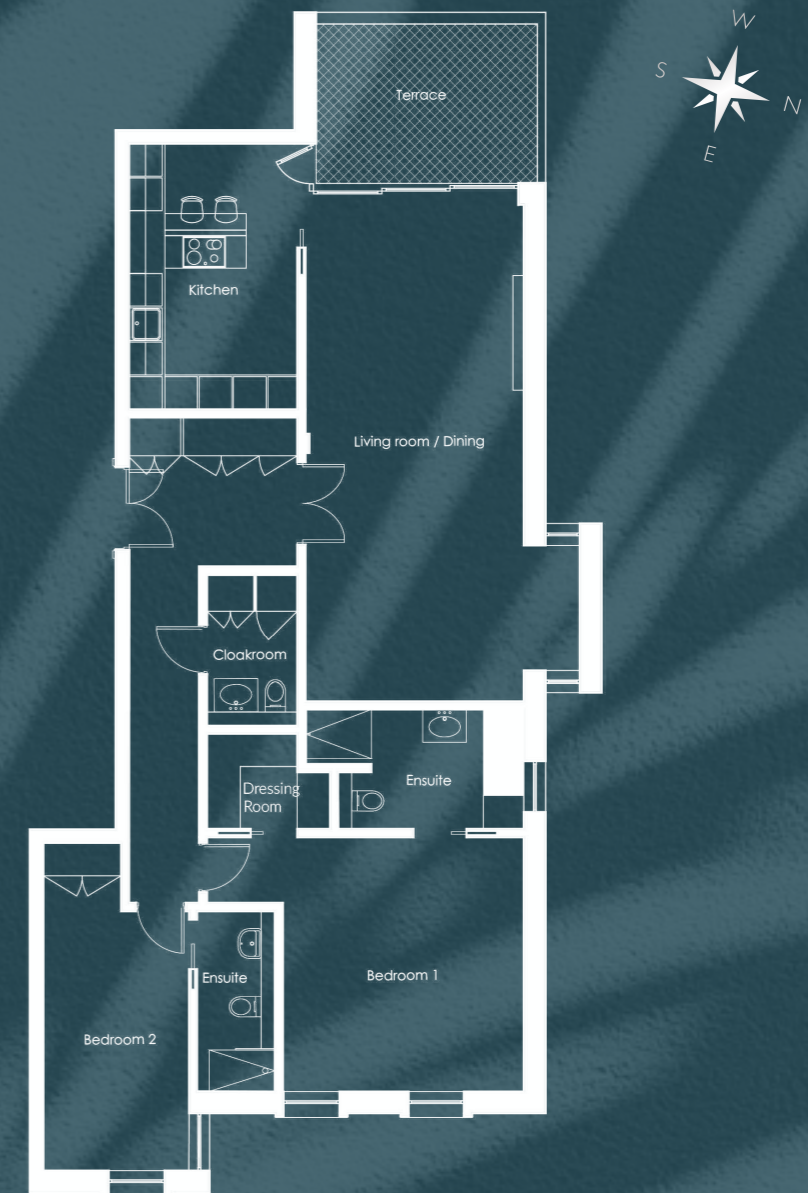 W
S
N
E
Terrace
Kitchen
Living room / Dining
Cloakroom
Dressing
Room
Ensuite
Ensuite
Bedroom 1
Bedroom 2